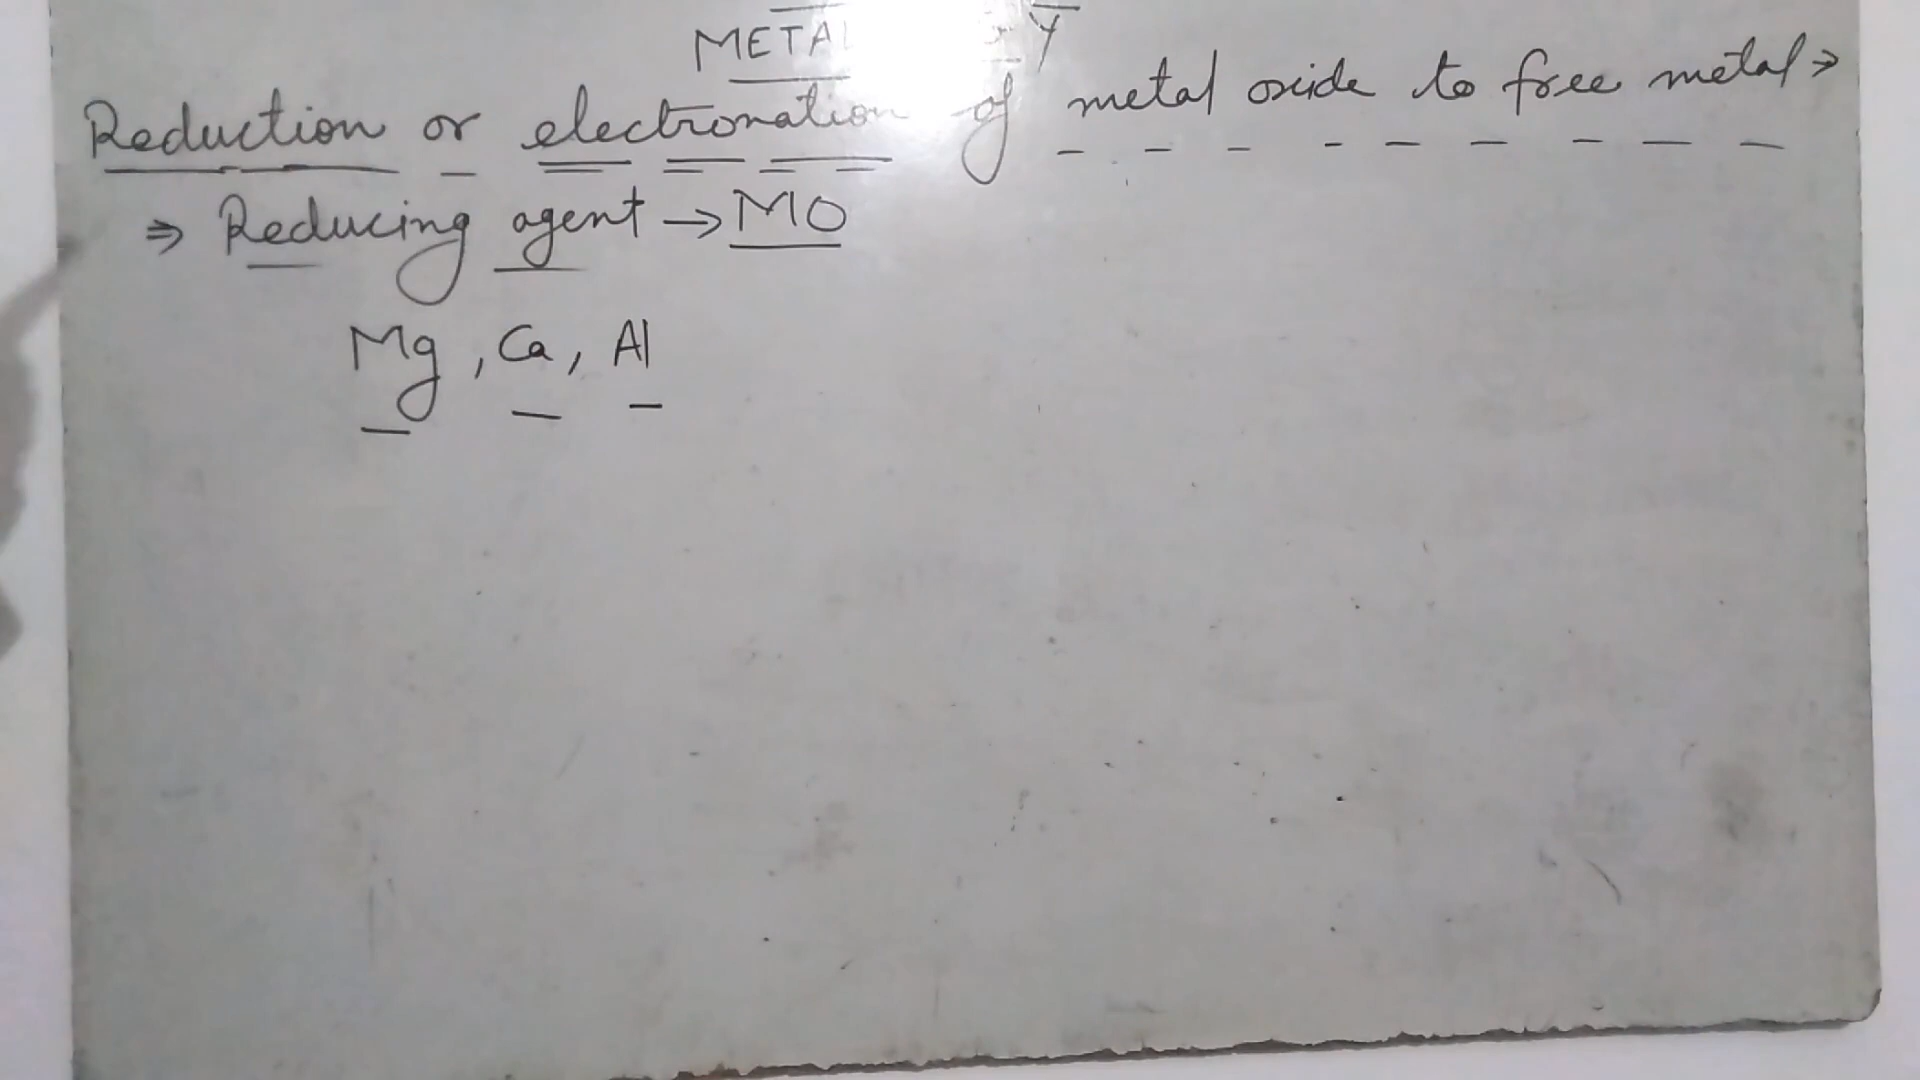 METAL
Reduction or electronation of metal oxide to free metal ⇒
⇒ Reducing agent → MO
Mg, Ca, Al